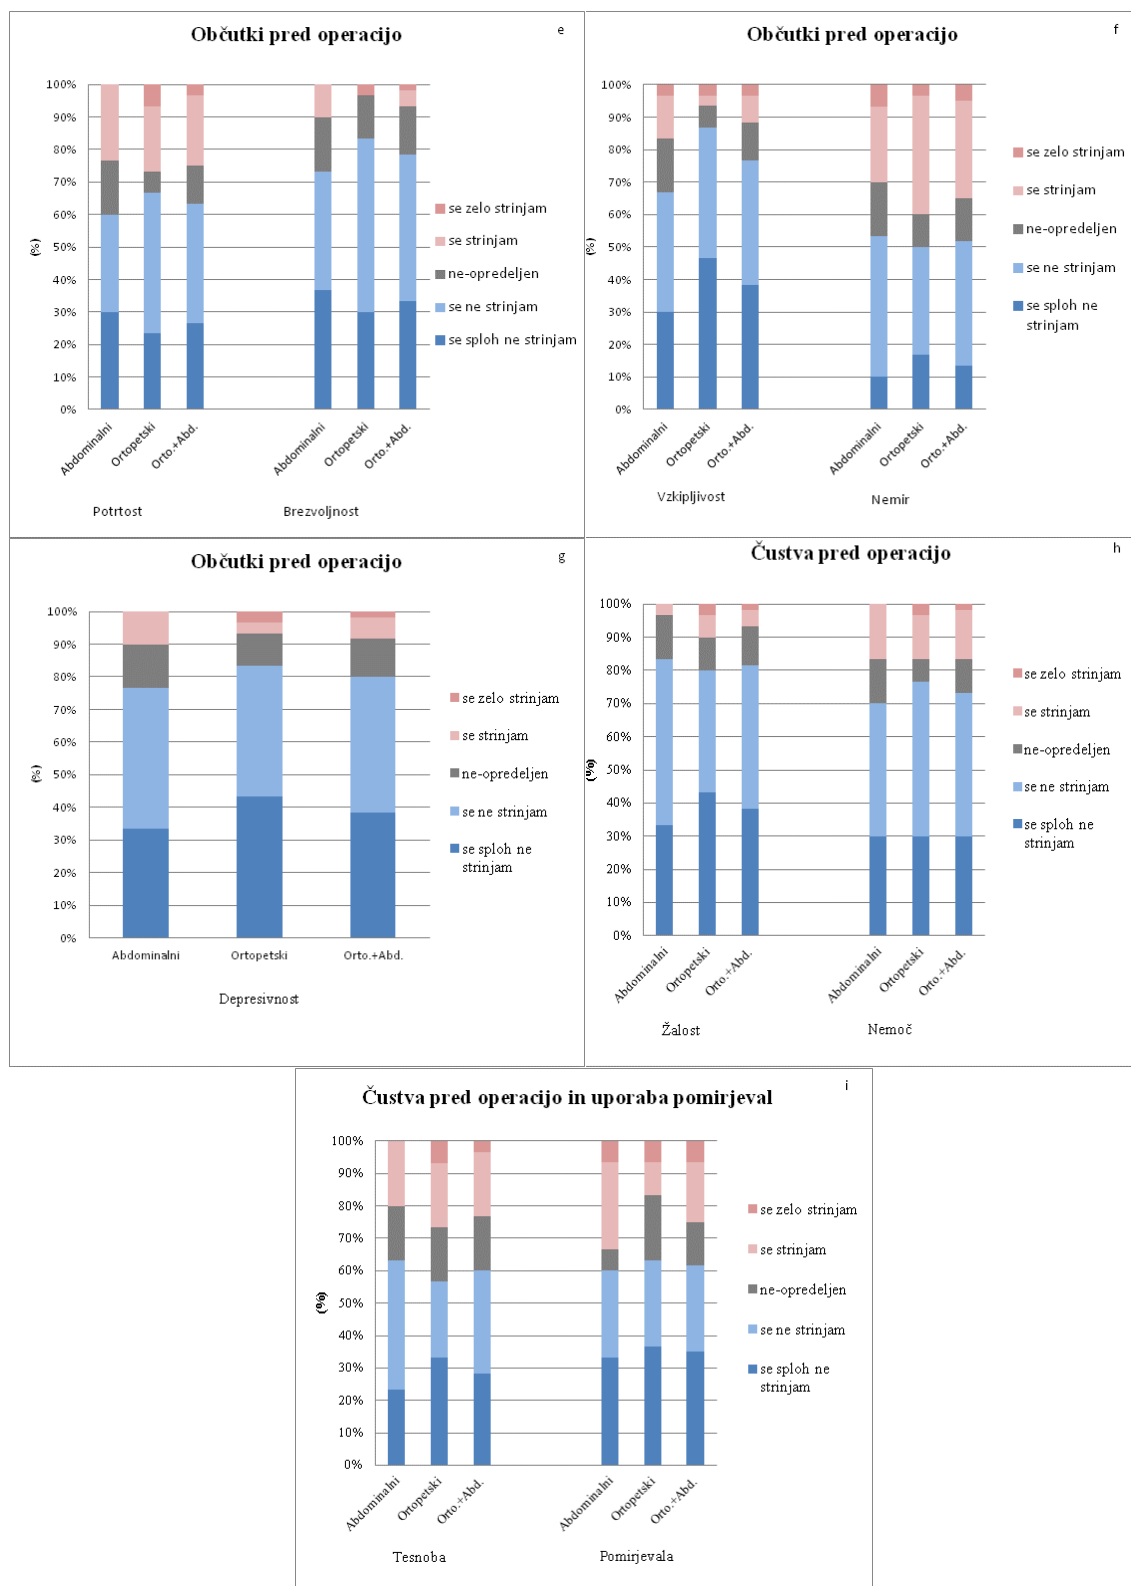 Občutki pred operacijo
e
100%
90%
80%
70%
60%
50%
40%
30%
20%
10%
0%
(%)
Abdominalni
Ortopetski
Orto.+Abd.
Abdominalni
Ortopetski
Orto.+Abd.
Potrtost
Brezvoljnost
se zelo strinjam
se strinjam
ne-opredeljen
se ne strinjam
se sploh ne strinjam
Občutki pred operacijo
f
100%
90%
80%
70%
60%
50%
40%
30%
20%
10%
0%
(%)
Abdominalni
Ortopetski
Orto.+Abd.
Abdominalni
Ortopetski
Orto.+Abd.
Vzkipljivost
Nemir
se zelo strinjam
se strinjam
ne-opredeljen
se ne strinjam
se sploh ne
strinjam
Občutki pred operacijo
g
100%
90%
80%
70%
60%
50%
40%
30%
20%
10%
0%
(%)
Abdominalni
Ortopetski
Orto.+Abd.
Depresivnost
se zelo strinjam
se strinjam
ne-opredeljen
se ne strinjam
se sploh ne
strinjam
Čustva pred operacijo
h
100%
90%
80%
70%
60%
50%
40%
30%
20%
10%
0%
(%)
Abdominalni
Ortopetski
Orto.+Abd.
Abdominalni
Ortopetski
Orto.+Abd.
Žalost
Nemoč
se zelo strinjam
se strinjam
ne-opredeljen
se ne strinjam
se sploh ne
strinjam
Čustva pred operacijo in uporaba pomirjeval
i
100%
90%
80%
70%
60%
50%
40%
30%
20%
10%
0%
(%)
Abdominalni
Ortopetski
Orto.+Abd.
Abdominalni
Ortopetski
Orto.+Abd.
Tesnoba
Pomirjevala
se zelo strinjam
se strinjam
ne-opredeljen
se ne strinjam
se sploh ne
strinjam